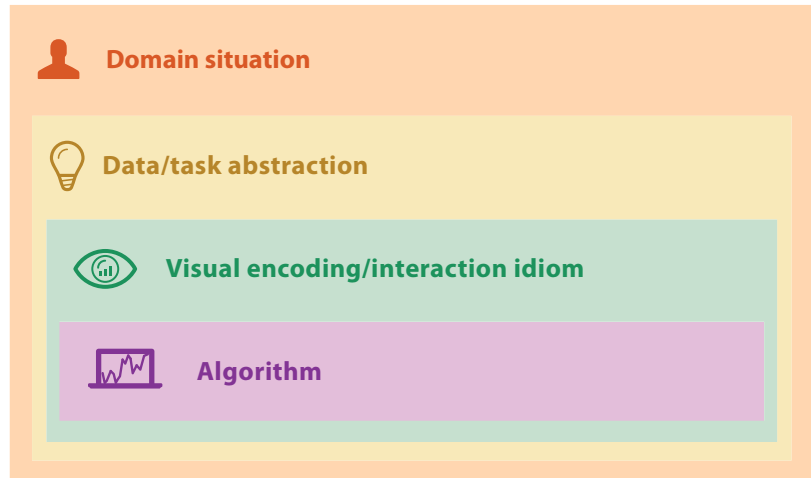 Domain situation
Data/task abstraction
Visual encoding/interaction idiom
Algorithm